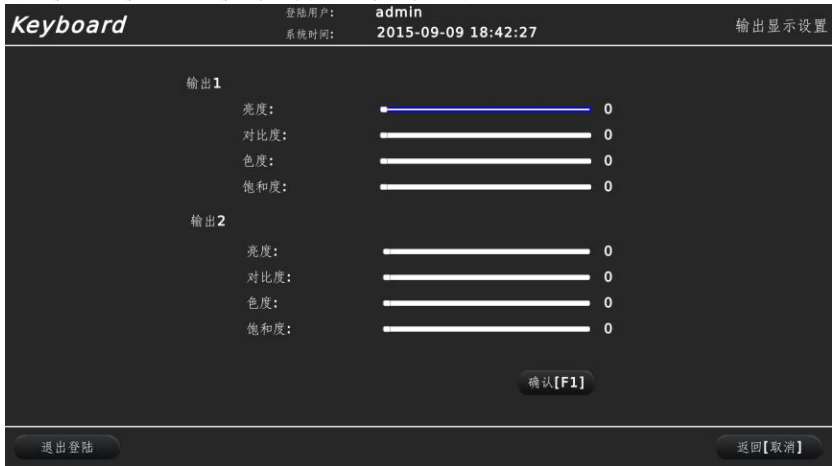 Keyboard
登陆用户: admin
系统时间: 2015-09-09 18:42:27
输出显示设置
输出1
亮度: 0
对比度: 0
色度: 0
饱和度: 0
输出2
亮度: 0
对比度: 0
色度: 0
饱和度: 0
确认[F1]
退出登陆
返回[取消]